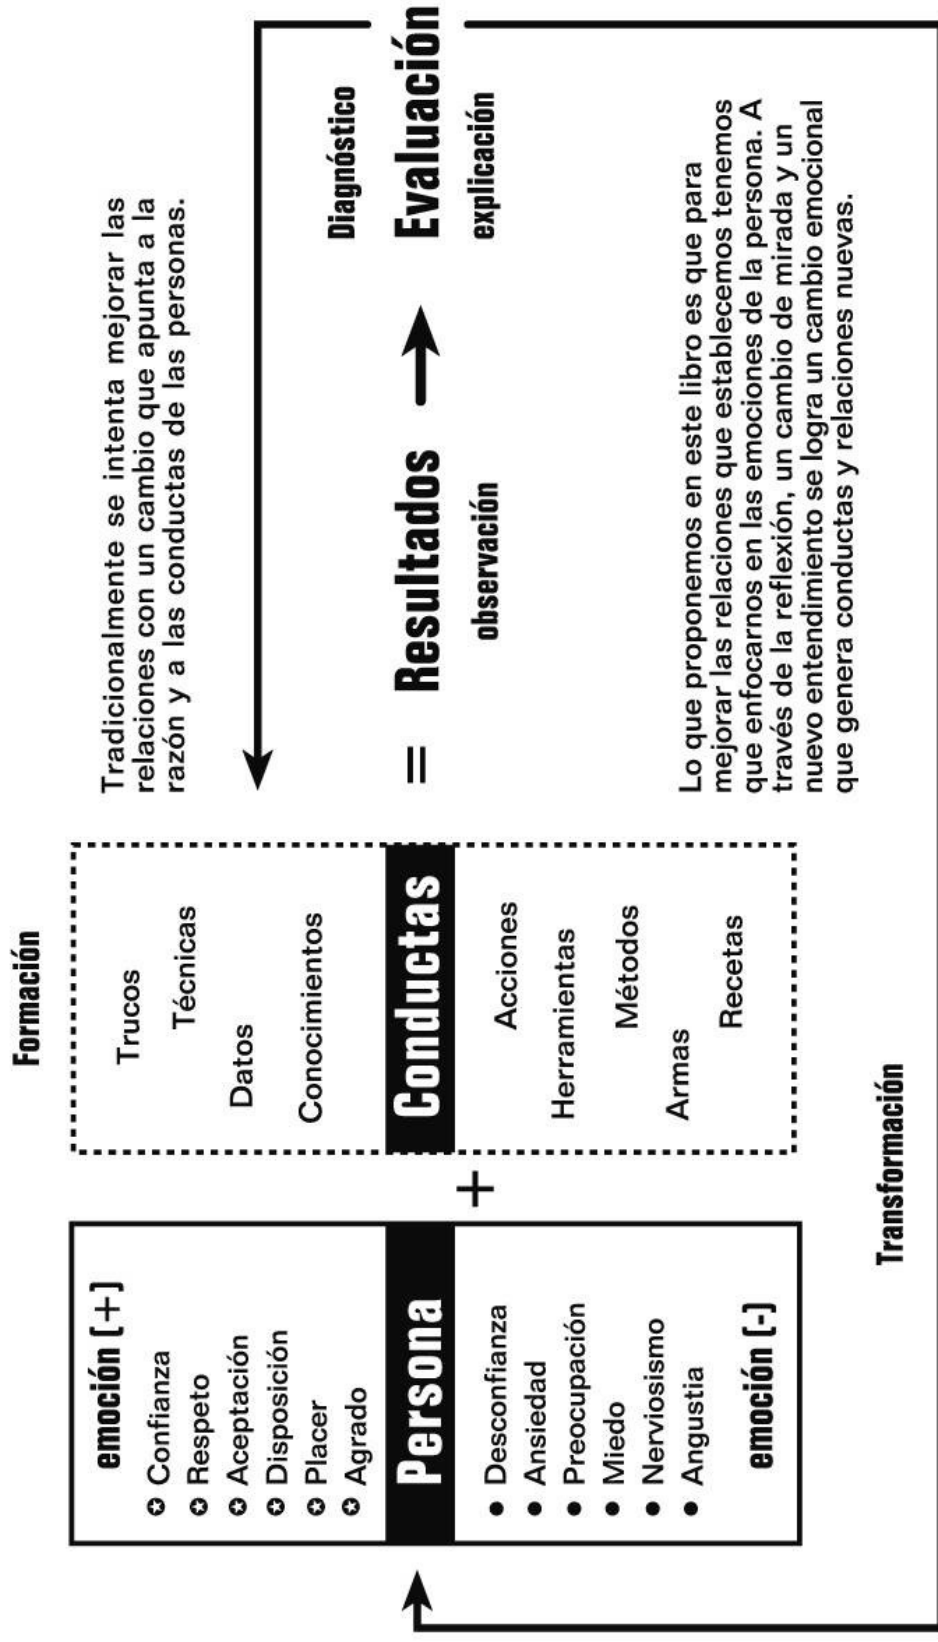 Formación
emoción (+)
Confianza
Respeto
Aceptación
Disposición
Placer
Agrado
Persona
Desconfianza
Ansiedad
Preocupación
Miedo
Nerviosismo
Angustia
emoción (-)
+
Trucos
Técnicas
Datos
Conocimientos
Conductas
Acciones
Herramientas
Métodos
Armas
Recetas
Tradicionalmente se intenta mejorar las
relaciones con un cambio que apunta a la
razón y a las conductas de las personas.
=
Resultados
observación
Diagnóstico
Evaluación
explicación
Lo que proponemos en este libro es que para
mejorar las relaciones que establecemos tenemos
que enfocarnos en las emociones de la persona. A
través de la reflexión, un cambio de mirada y un
nuevo entendimiento se logra un cambio emocional
que genera conductas y relaciones nuevas.
Transformación